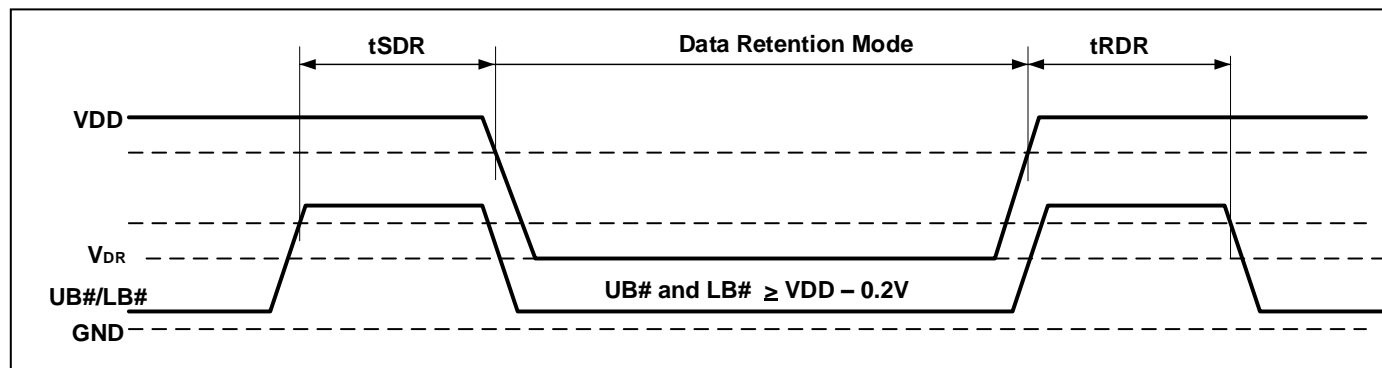 tSDR Data Retention Mode tRDR
VDD
VDR
UB#/LB# UB# and LB# ≥ VDD – 0.2V
GND